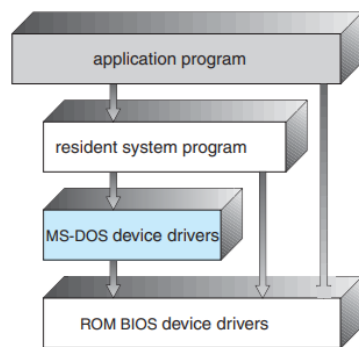 application program
resident system program
MS-DOS device drivers
ROM BIOS device drivers